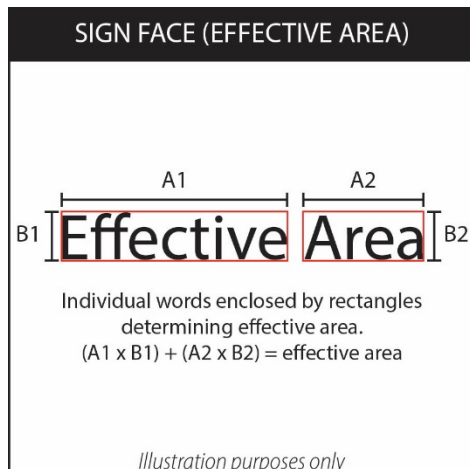 SIGN FACE (EFFECTIVE AREA)
A1 A2
B1 Effective Area B2
Individual words enclosed by rectangles
determining effective area.
(A1 x B1) + (A2 x B2) = effective area
Illustration purposes only